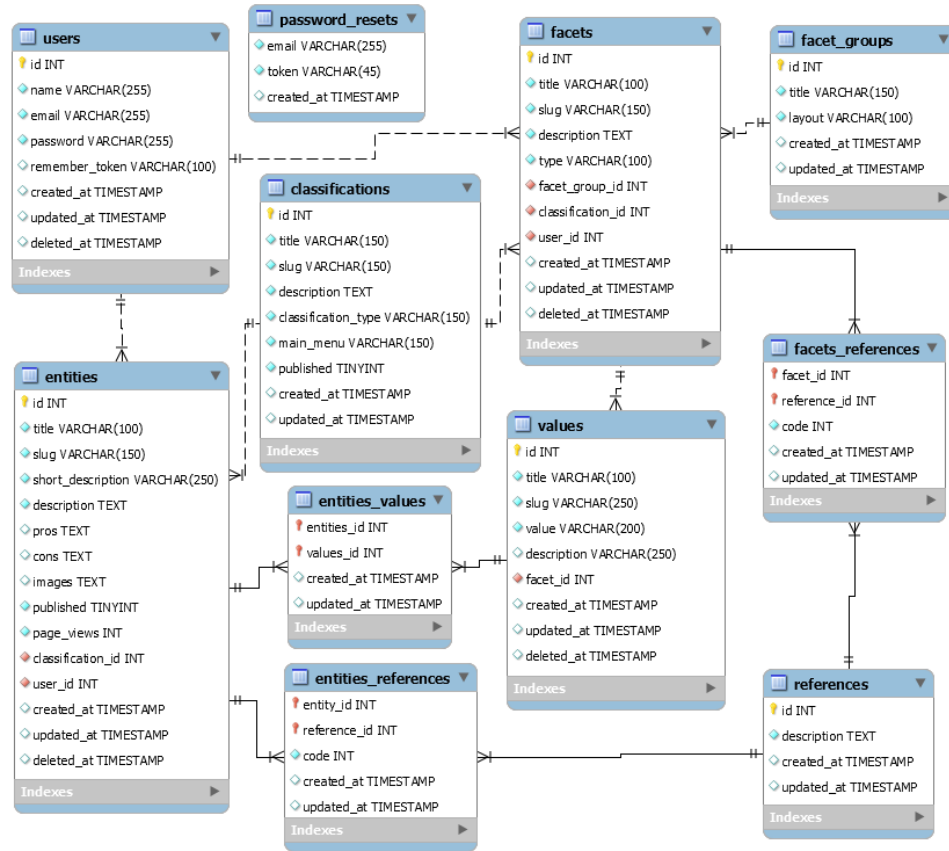 users
id INT
name VARCHAR(255)
email VARCHAR(255)
password VARCHAR(255)
remember_token VARCHAR(100)
created_at TIMESTAMP
updated_at TIMESTAMP
deleted_at TIMESTAMP
Indexes
password_resets
email VARCHAR(255)
token VARCHAR(45)
created_at TIMESTAMP
facets
id INT
title VARCHAR(100)
slug VARCHAR(150)
description TEXT
type VARCHAR(100)
facet_group_id INT
classification_id INT
user_id INT
created_at TIMESTAMP
updated_at TIMESTAMP
deleted_at TIMESTAMP
Indexes
facet_groups
id INT
title VARCHAR(150)
layout VARCHAR(100)
created_at TIMESTAMP
updated_at TIMESTAMP
Indexes
classifications
id INT
title VARCHAR(150)
slug VARCHAR(150)
description TEXT
classification_type VARCHAR(150)
main_menu VARCHAR(150)
published TINYINT
created_at TIMESTAMP
updated_at TIMESTAMP
Indexes
entities
id INT
title VARCHAR(100)
slug VARCHAR(150)
short_description VARCHAR(250)
description TEXT
pros TEXT
cons TEXT
images TEXT
published TINYINT
page_views INT
classification_id INT
user_id INT
created_at TIMESTAMP
updated_at TIMESTAMP
deleted_at TIMESTAMP
Indexes
entities_values
entities_id INT
values_id INT
created_at TIMESTAMP
updated_at TIMESTAMP
Indexes
values
id INT
title VARCHAR(100)
slug VARCHAR(250)
value VARCHAR(200)
description VARCHAR(250)
facet_id INT
created_at TIMESTAMP
updated_at TIMESTAMP
deleted_at TIMESTAMP
Indexes
facets_references
facet_id INT
reference_id INT
code INT
created_at TIMESTAMP
updated_at TIMESTAMP
Indexes
entities_references
entity_id INT
reference_id INT
code INT
created_at TIMESTAMP
updated_at TIMESTAMP
Indexes
references
id INT
description TEXT
created_at TIMESTAMP
updated_at TIMESTAMP
Indexes